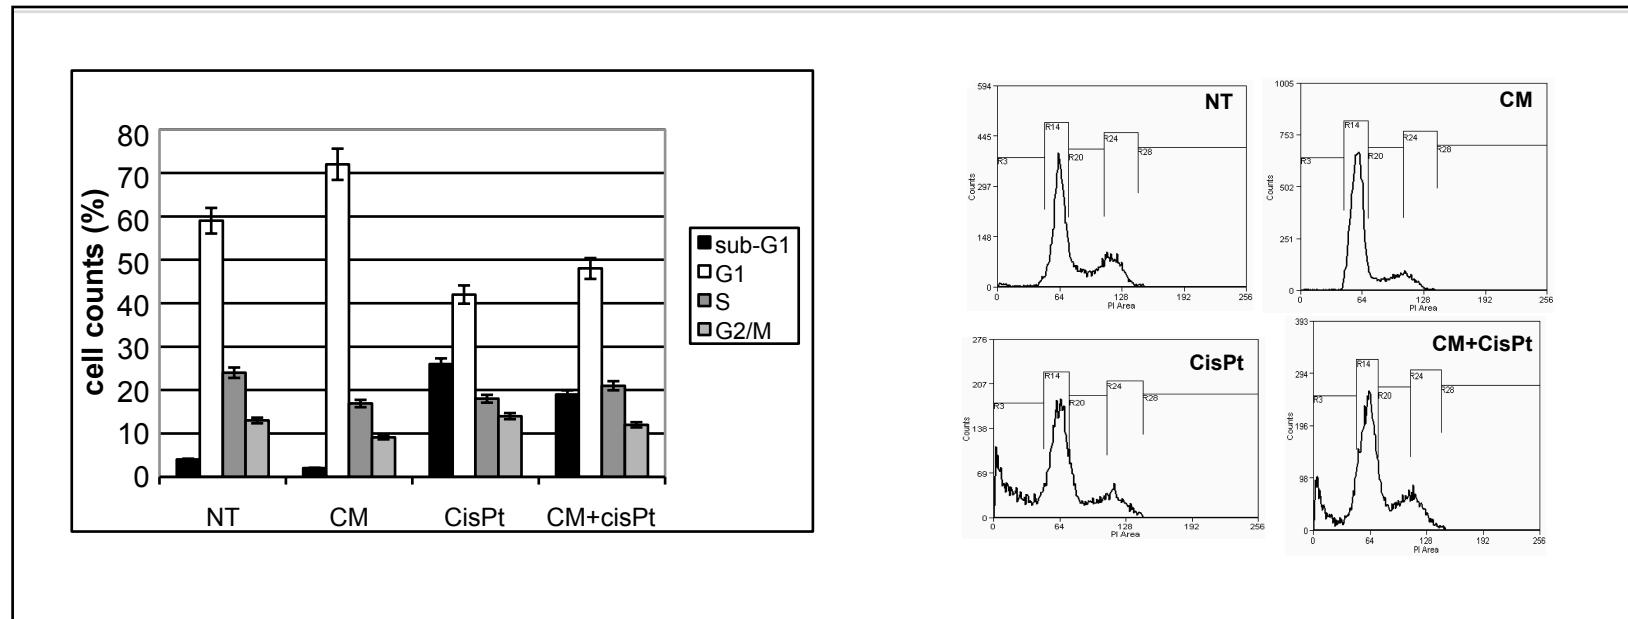 cell counts (%)
80
70
60
50
40
30
20
10
0
NT CM CisPt CM+cisPt
sub-G1
G1
S
G2/M
NT
594
445
297
148
0
Counts
R3
R14
R20
R24
R28
0 64 128 192 256
PI Area
CM
1005
753
502
251
0
Counts
R3
R14
R20
R24
R28
0 64 128 192 256
PI Area
CisPt
276
207
138
69
0
Counts
R3
R14
R20
R24
R28
0 64 128 192 256
PI Area
CM+CisPt
393
294
196
98
0
Counts
R3
R14
R20
R24
R28
0 64 128 192 256
PI Area